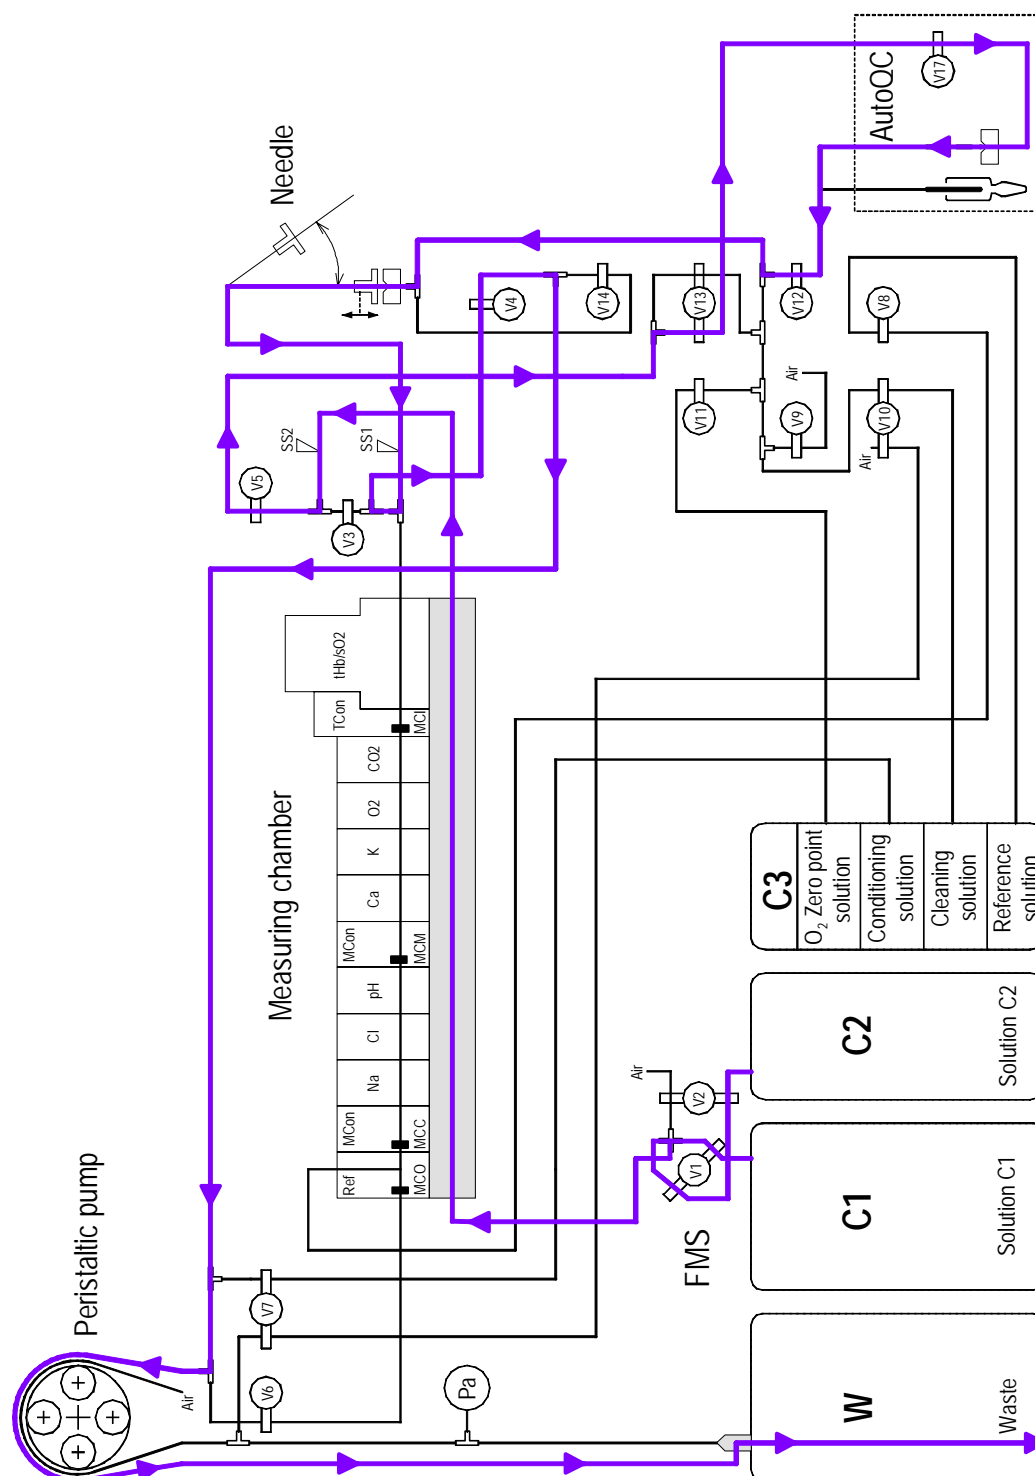 AutoQC
V17
Needle
V4
V14
V13
V12
V8
V11
Air
V9
V10
Air
SS2
SS1
V5
V3
tHb/sO2
TCon
MCI
CO2
O2
K
Ca
MCon
MCM
pH
Cl
Na
MCon
MCC
Ref
MCO
Measuring chamber
C3
O2 Zero point
solution
Conditioning
solution
Cleaning
solution
Reference
solution
C2
Solution C2
Air
V2
V1
FMS
C1
Solution C1
Peristaltic pump
Air
V7
V6
Pa
W
Waste